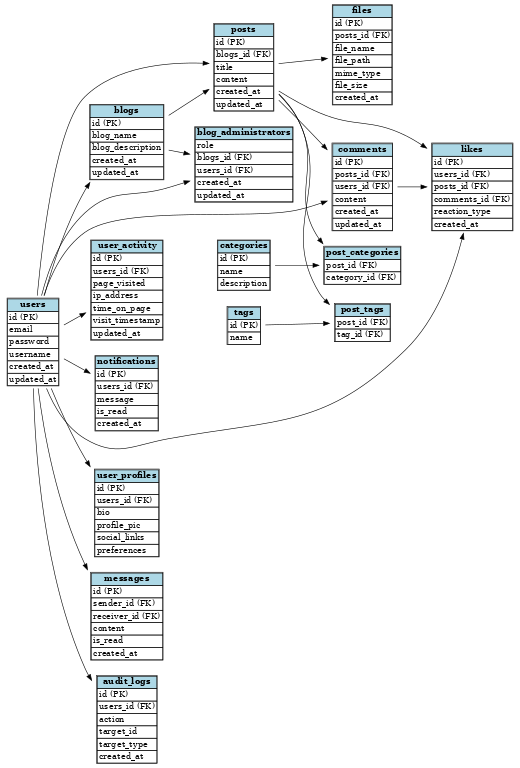 files
id (PK)
posts_id (FK)
file_name
file_path
mime_type
file_size
created_at
posts
id (PK)
blogs_id (FK)
title
content
created_at
updated_at
blogs
id (PK)
blog_name
blog_description
created_at
updated_at
blog_administrators
role
blogs_id (FK)
users_id (FK)
created_at
updated_at
comments
id (PK)
posts_id (FK)
users_id (FK)
content
created_at
updated_at
likes
id (PK)
users_id (FK)
posts_id (FK)
comments_id (FK)
reaction_type
created_at
user_activity
id (PK)
users_id (FK)
page_visited
ip_address
time_on_page
visit_timestamp
updated_at
categories
id (PK)
name
description
post_categories
post_id (FK)
category_id (FK)
users
id (PK)
email
password
username
created_at
updated_at
tags
id (PK)
name
post_tags
post_id (FK)
tag_id (FK)
notifications
id (PK)
users_id (FK)
message
is_read
created_at
user_profiles
id (PK)
users_id (FK)
bio
profile_pic
social_links
preferences
messages
id (PK)
sender_id (FK)
receiver_id (FK)
content
is_read
created_at
audit_logs
id (PK)
users_id (FK)
action
target_id
target_type
created_at